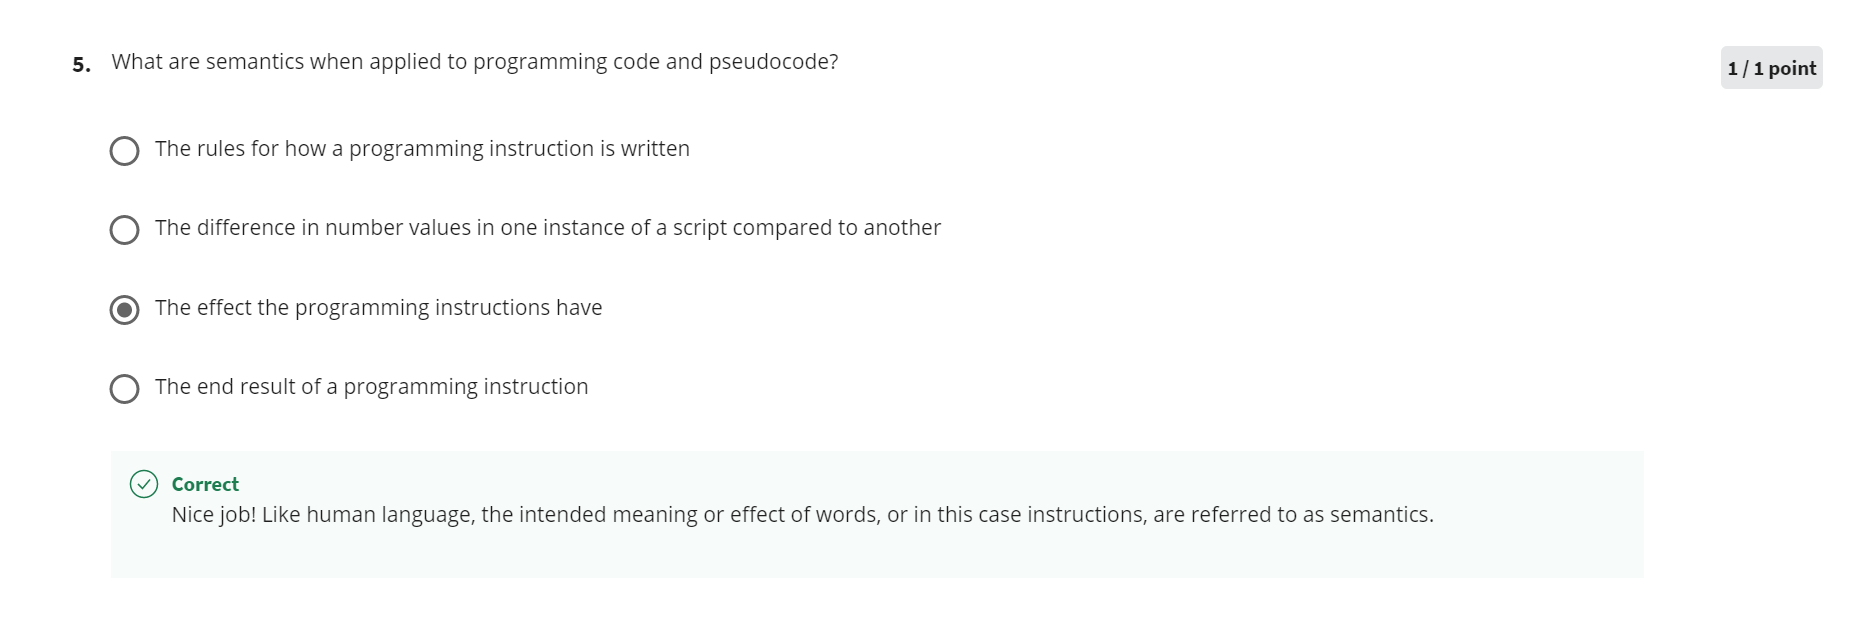 5. What are semantics when applied to programming code and pseudocode?
1 / 1 point
The rules for how a programming instruction is written
The difference in number values in one instance of a script compared to another
The effect the programming instructions have
The end result of a programming instruction
Correct
Nice job! Like human language, the intended meaning or effect of words, or in this case instructions, are referred to as semantics.